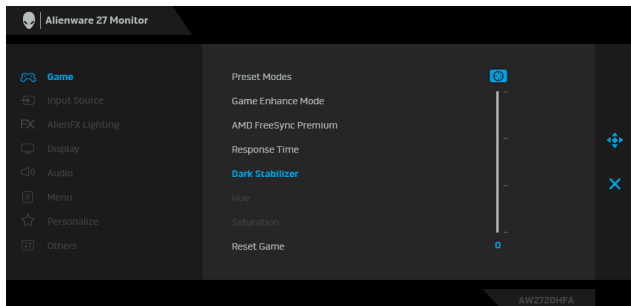 Alienware 27 Monitor
Game
Input Source
AlienFX Lighting
Display
Audio
Menu
Personalize
Others
Preset Modes
Game Enhance Mode
AMD FreeSync Premium
Response Time
Dark Stabilizer
Hue
Saturation
Reset Game
0
AW2720HFA